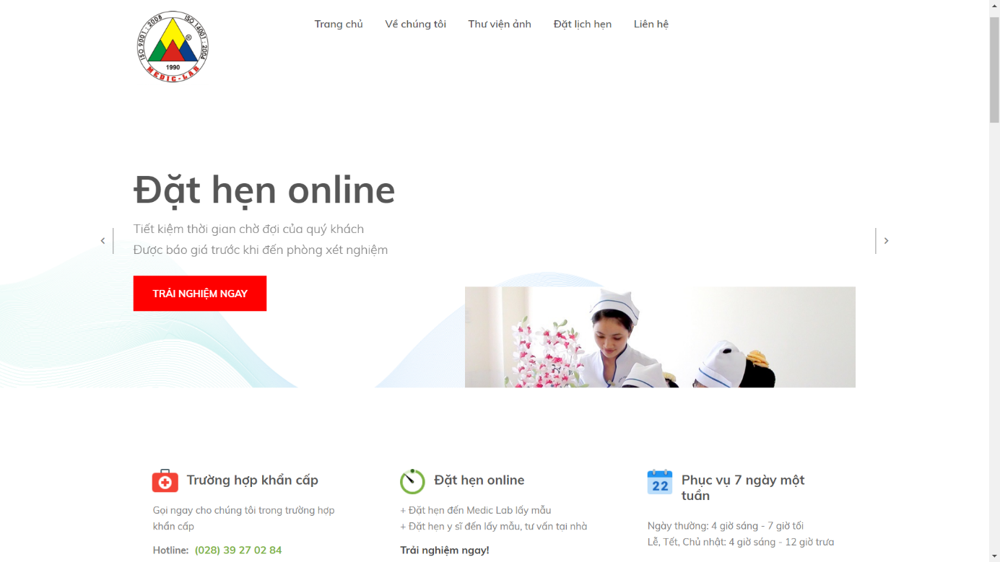 ISO 9001 : 2008
ISO 14001 : 2004
®
1990
MEDIC-LAB
Trang chủ
Về chúng tôi
Thư viện ảnh
Đặt lịch hẹn
Liên hệ
Đặt hẹn online
Tiết kiệm thời gian chờ đợi của quý khách
Được báo giá trước khi đến phòng xét nghiệm
TRẢI NGHIỆM NGAY
Trường hợp khẩn cấp
Gọi ngay cho chúng tôi trong trường hợp
khẩn cấp
Hotline: (028) 39 27 02 84
Đặt hẹn online
+ Đặt hẹn đến Medic Lab lấy mẫu
+ Đặt hẹn y sĩ đến lấy mẫu, tư vấn tại nhà
Trải nghiệm ngay!
22
Phục vụ 7 ngày một
tuần
Ngày thường: 4 giờ sáng - 7 giờ tối
Lễ, Tết, Chủ nhật: 4 giờ sáng - 12 giờ trưa